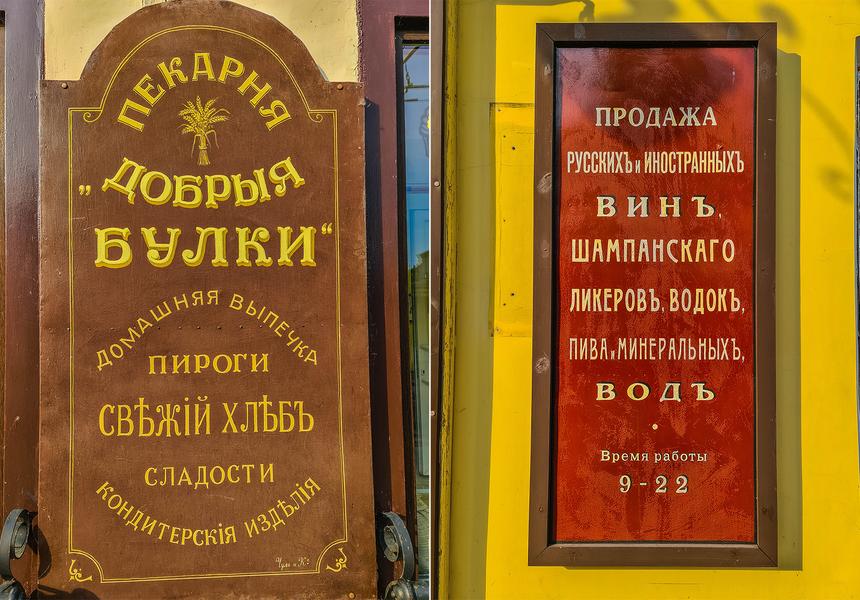 ПЕКАРНЯ
„ДОБРЫЯ
БУЛКИ“
ДОМАШНЯЯ ВЫПЕЧКА
ПИРОГИ
СВѢЖІЙ ХЛѢБЪ
СЛАДОСТИ
КОНДИТЕРСКІЯ ИЗДѢЛІЯ
ПРОДАЖА
РУССКИХЪ и ИНОСТРАННЫХЪ
ВИНЪ,
ШАМПАНСКАГО
ЛИКЕРОВЪ, ВОДОКЪ,
ПИВА и МИНЕРАЛЬНЫХЪ,
ВОДЪ
Время работы
9-22